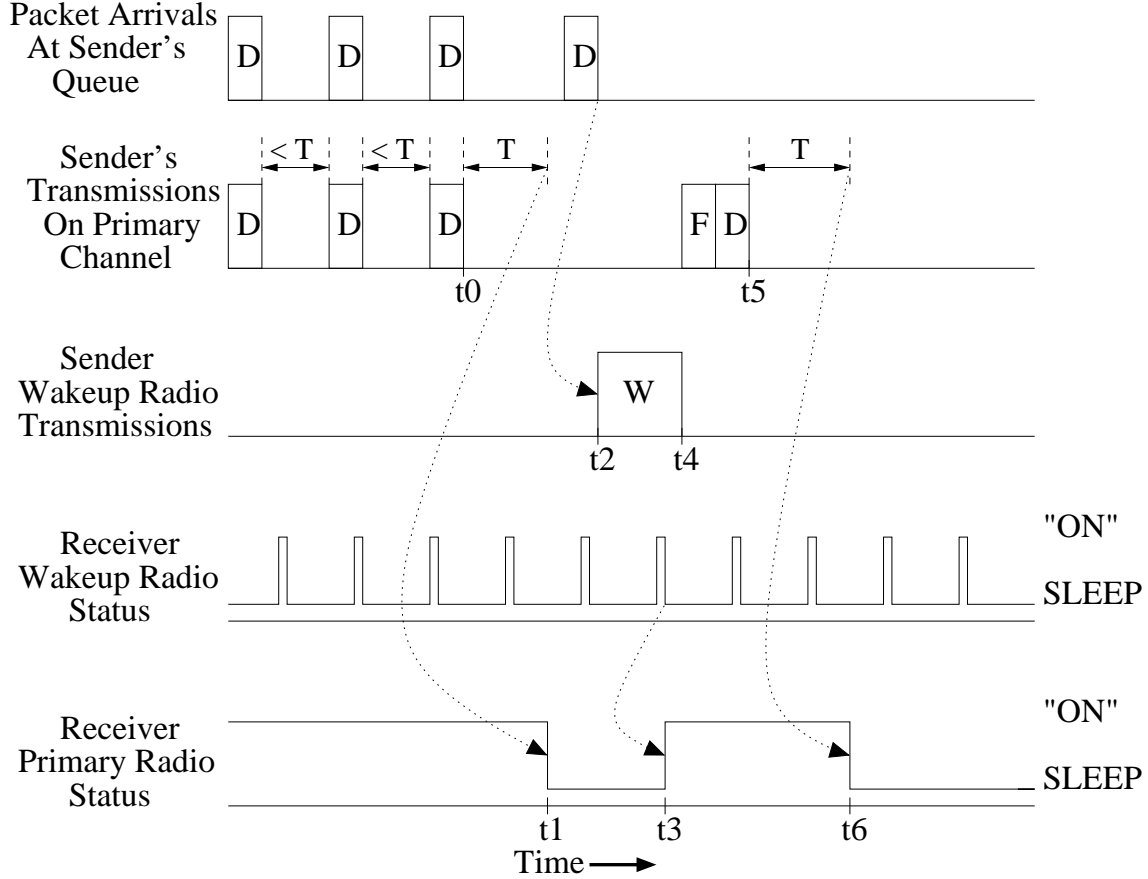 Packet Arrivals
At Sender's
Queue
D D D D
Sender's
Transmissions
On Primary
Channel
< T < T T T
D D D F D
t0 t5
Sender
Wakeup Radio
Transmissions
W
t2 t4
Receiver
Wakeup Radio
Status
"ON"
SLEEP
Receiver
Primary Radio
Status
"ON"
SLEEP
t1 t3 t6
Time